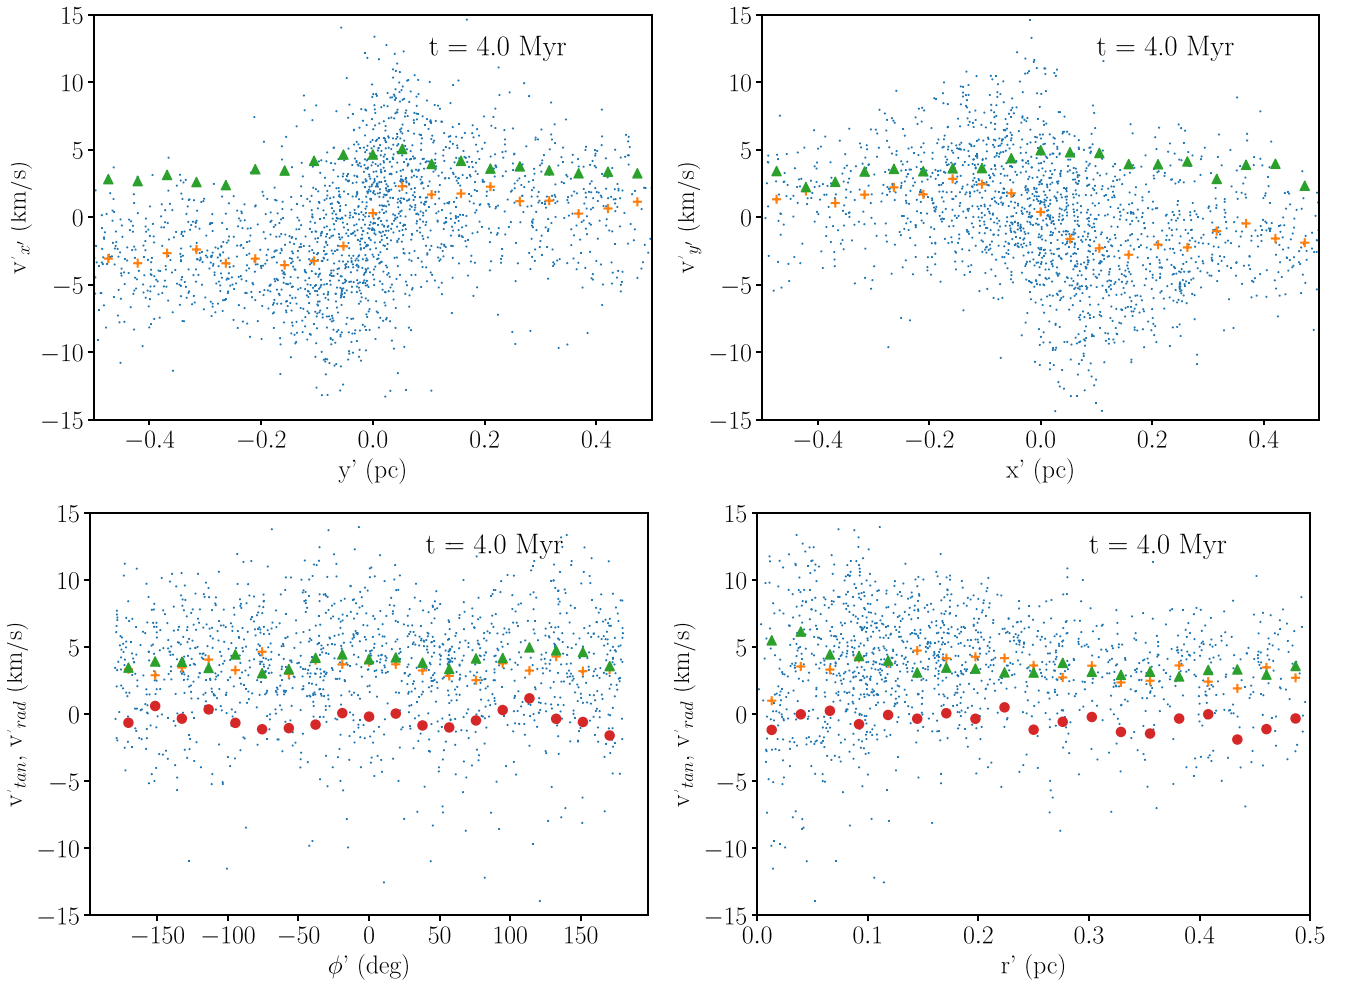 15
10
5
0
−5
−10
−15
v'x' (km/s)
t = 4.0 Myr
−0.4 −0.2 0.0 0.2 0.4
y' (pc)
15
10
5
0
−5
−10
−15
v'y' (km/s)
t = 4.0 Myr
−0.4 −0.2 0.0 0.2 0.4
x' (pc)
15
10
5
0
−5
−10
−15
v'tan, v'rad (km/s)
t = 4.0 Myr
−150 −100 −50 0 50 100 150
ϕ' (deg)
15
10
5
0
−5
−10
−15
v'tan, v'rad (km/s)
t = 4.0 Myr
0.0 0.1 0.2 0.3 0.4 0.5
r' (pc)